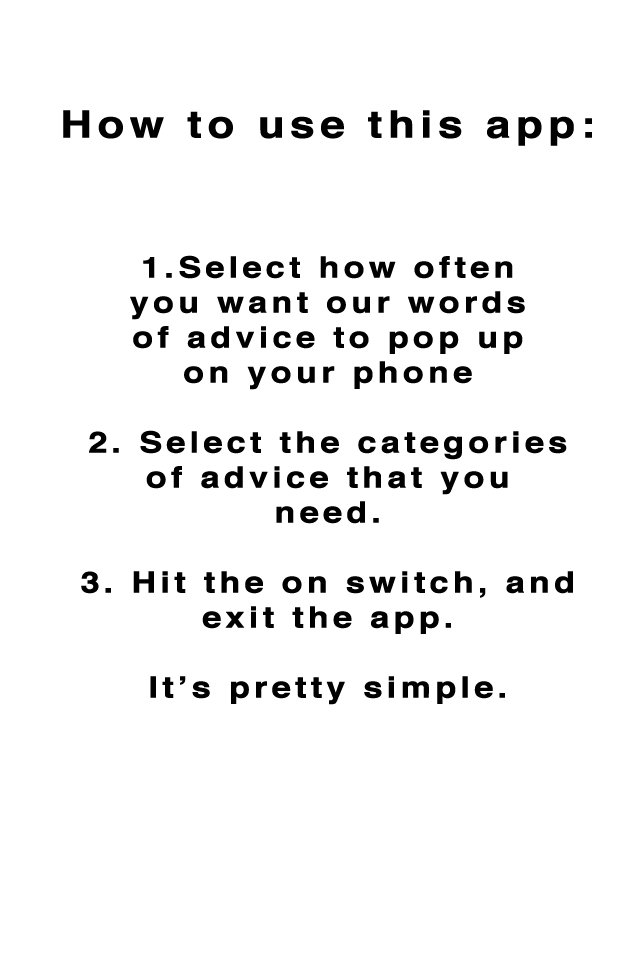 How to use this app:
1.Select how often
you want our words
of advice to pop up
on your phone
2. Select the categories
of advice that you
need.
3. Hit the on switch, and
exit the app.
It’s pretty simple.